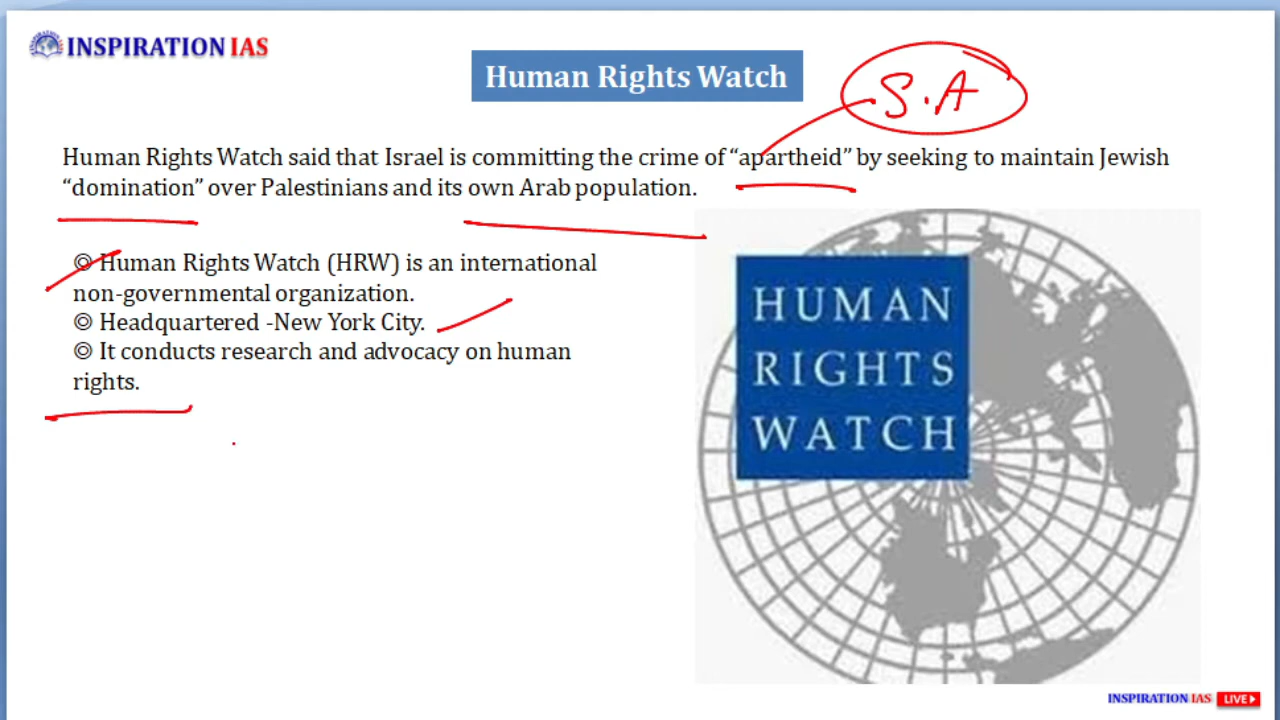 INSPIRATION IAS
Human Rights Watch
S.A
Human Rights Watch said that Israel is committing the crime of “apartheid” by seeking to maintain Jewish
“domination” over Palestinians and its own Arab population.
◎ Human Rights Watch (HRW) is an international
non-governmental organization.
◎ Headquartered -New York City.
◎ It conducts research and advocacy on human
rights.
HUMAN
RIGHTS
WATCH
INSPIRATION IAS LIVE